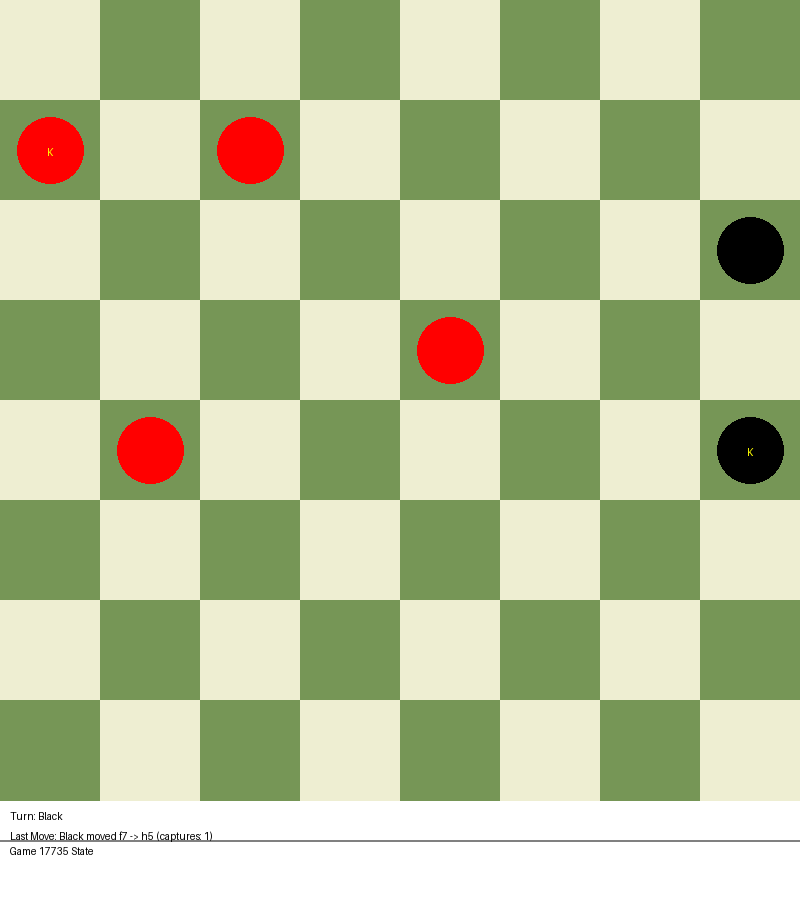 K
K
Turn: Black
Last Move: Black moved f7 -> h5 (captures: 1)
Game 17735 State